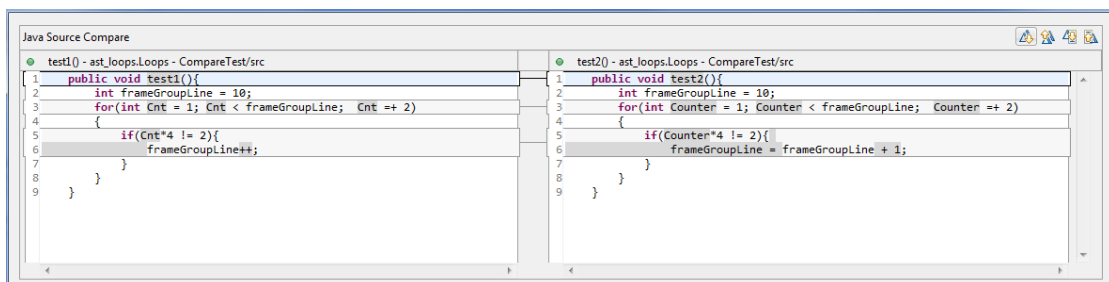 Java Source Compare
test1() - ast_loops.Loops - CompareTest/src
1 public void test1(){
2 int frameGroupLine = 10;
3 for(int Cnt = 1; Cnt < frameGroupLine; Cnt =+ 2)
4 {
5 if(Cnt*4 != 2){
6 frameGroupLine++;
7 }
8 }
9 }
test2() - ast_loops.Loops - CompareTest/src
1 public void test2(){
2 int frameGroupLine = 10;
3 for(int Counter = 1; Counter < frameGroupLine; Counter =+ 2)
4 {
5 if(Counter*4 != 2){
6 frameGroupLine = frameGroupLine + 1;
7 }
8 }
9 }